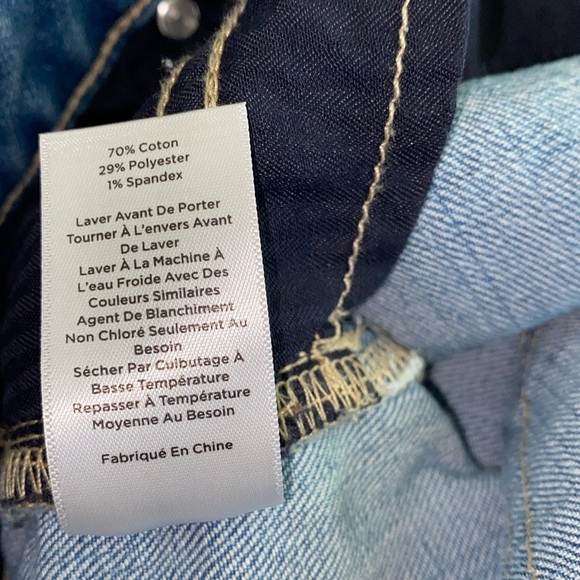 70% Coton
29% Polyester
1% Spandex
Laver Avant De Porter
Tourner À L'envers Avant
De Laver
Laver À La Machine À
L'eau Froide Avec Des
Couleurs Similaires
Agent De Blanchiment
Non Chloré Seulement Au
Besoin
Sécher Par Culbutage À
Basse Température
Repasser À Température
Moyenne Au Besoin
Fabriqué En Chine